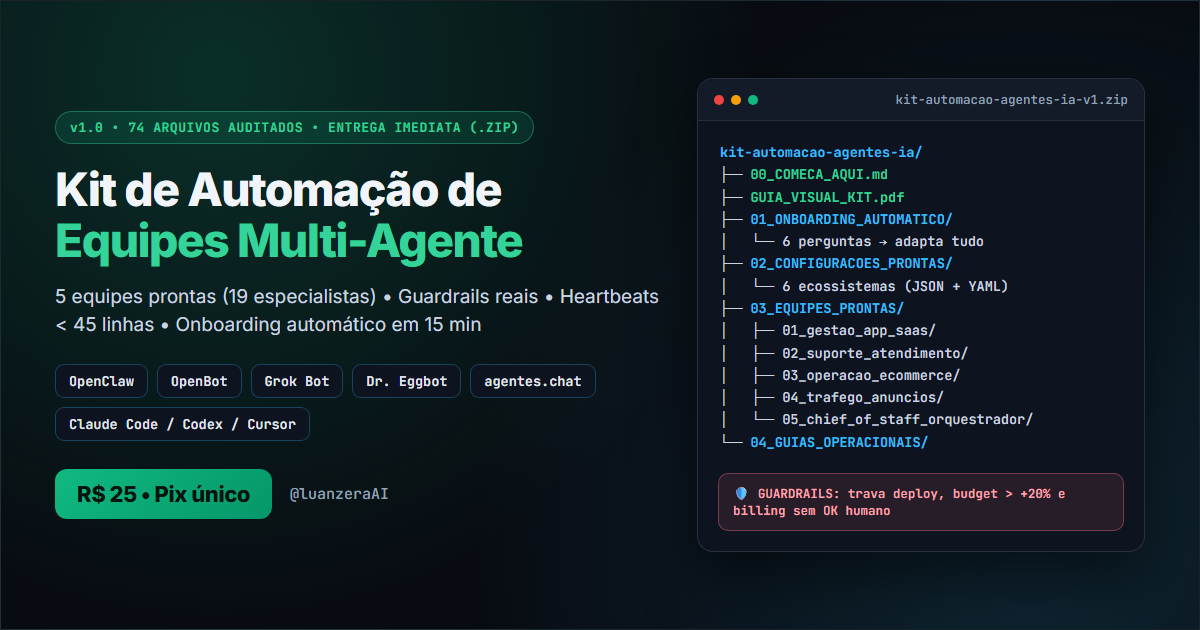 v1.0 • 74 ARQUIVOS AUDITADOS • ENTREGA IMEDIATA (.ZIP)
Kit de Automação de
Equipes Multi-Agente
5 equipes prontas (19 especialistas) • Guardrails reais • Heartbeats
< 45 linhas • Onboarding automático em 15 min
OpenClaw
OpenBot
Grok Bot
Dr. Eggbot
agentes.chat
Claude Code / Codex / Cursor
R$ 25 • Pix único
@luanzeraAI
kit-automacao-agentes-ia-v1.zip
kit-automacao-agentes-ia/
├── 00_COMECA_AQUI.md
├── GUIA_VISUAL_KIT.pdf
├── 01_ONBOARDING_AUTOMATICO/
│   └── 6 perguntas → adapta tudo
├── 02_CONFIGURACOES_PRONTAS/
│   └── 6 ecossistemas (JSON + YAML)
├── 03_EQUIPES_PRONTAS/
│   ├── 01_gestao_app_saas/
│   ├── 02_suporte_atendimento/
│   ├── 03_operacao_ecommerce/
│   ├── 04_trafego_anuncios/
│   └── 05_chief_of_staff_orquestrador/
└── 04_GUIAS_OPERACIONAIS/
🛡️ GUARDRAILS: trava deploy, budget > +20% e
billing sem OK humano